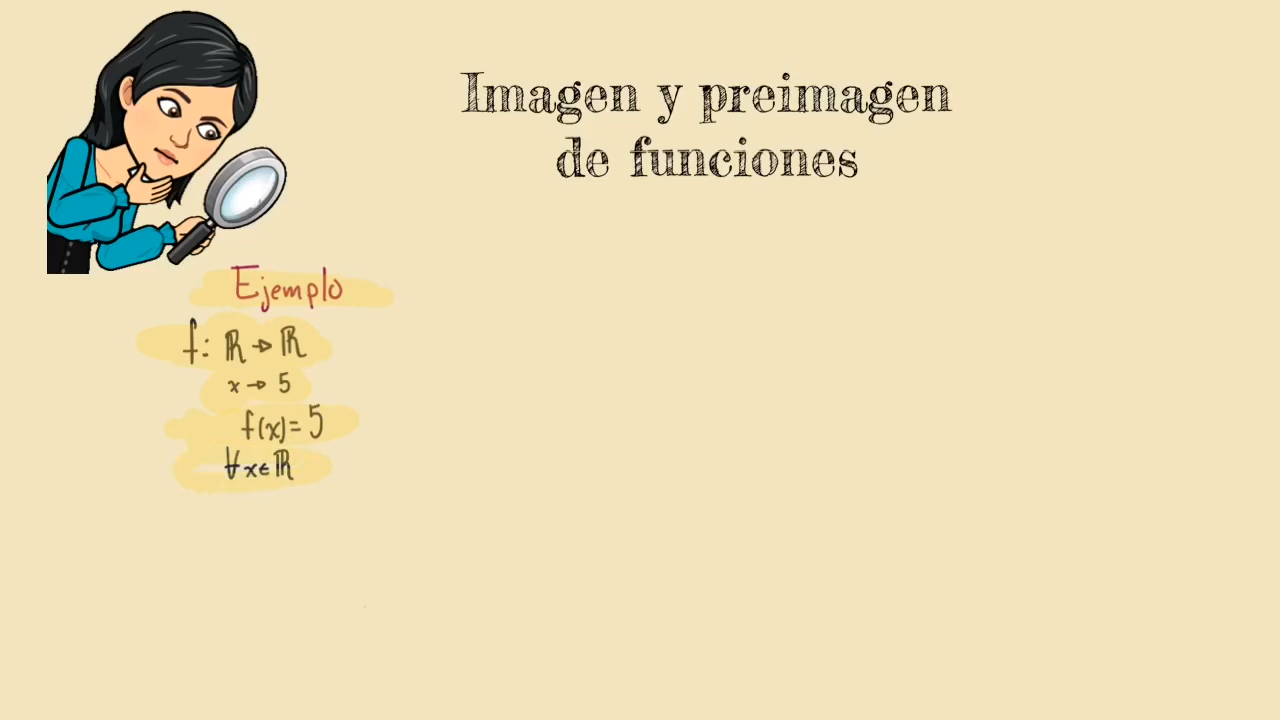 Imagen y preimagen
de funciones
Ejemplo
f: ℝ → ℝ
x → 5
f(x) = 5
∀ x ∈ ℝ